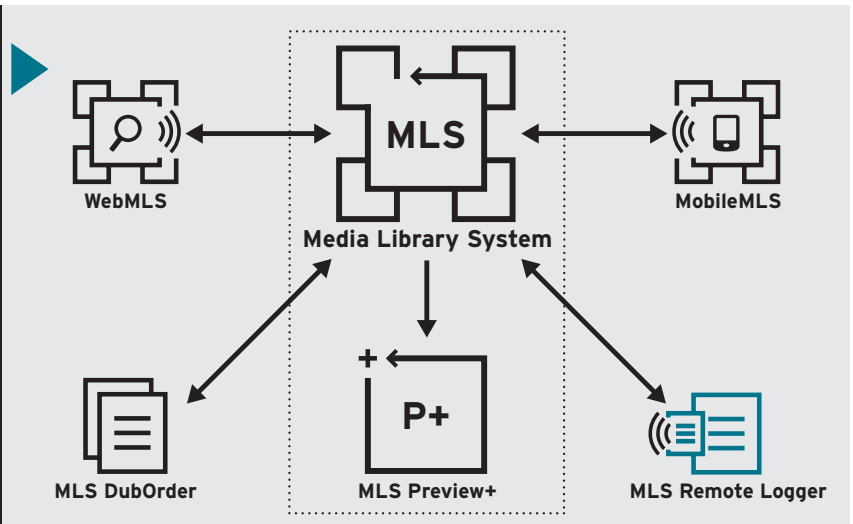 MLS
WebMLS
MobileMLS
Media Library System
P+
MLS DubOrder
MLS Preview+
MLS Remote Logger